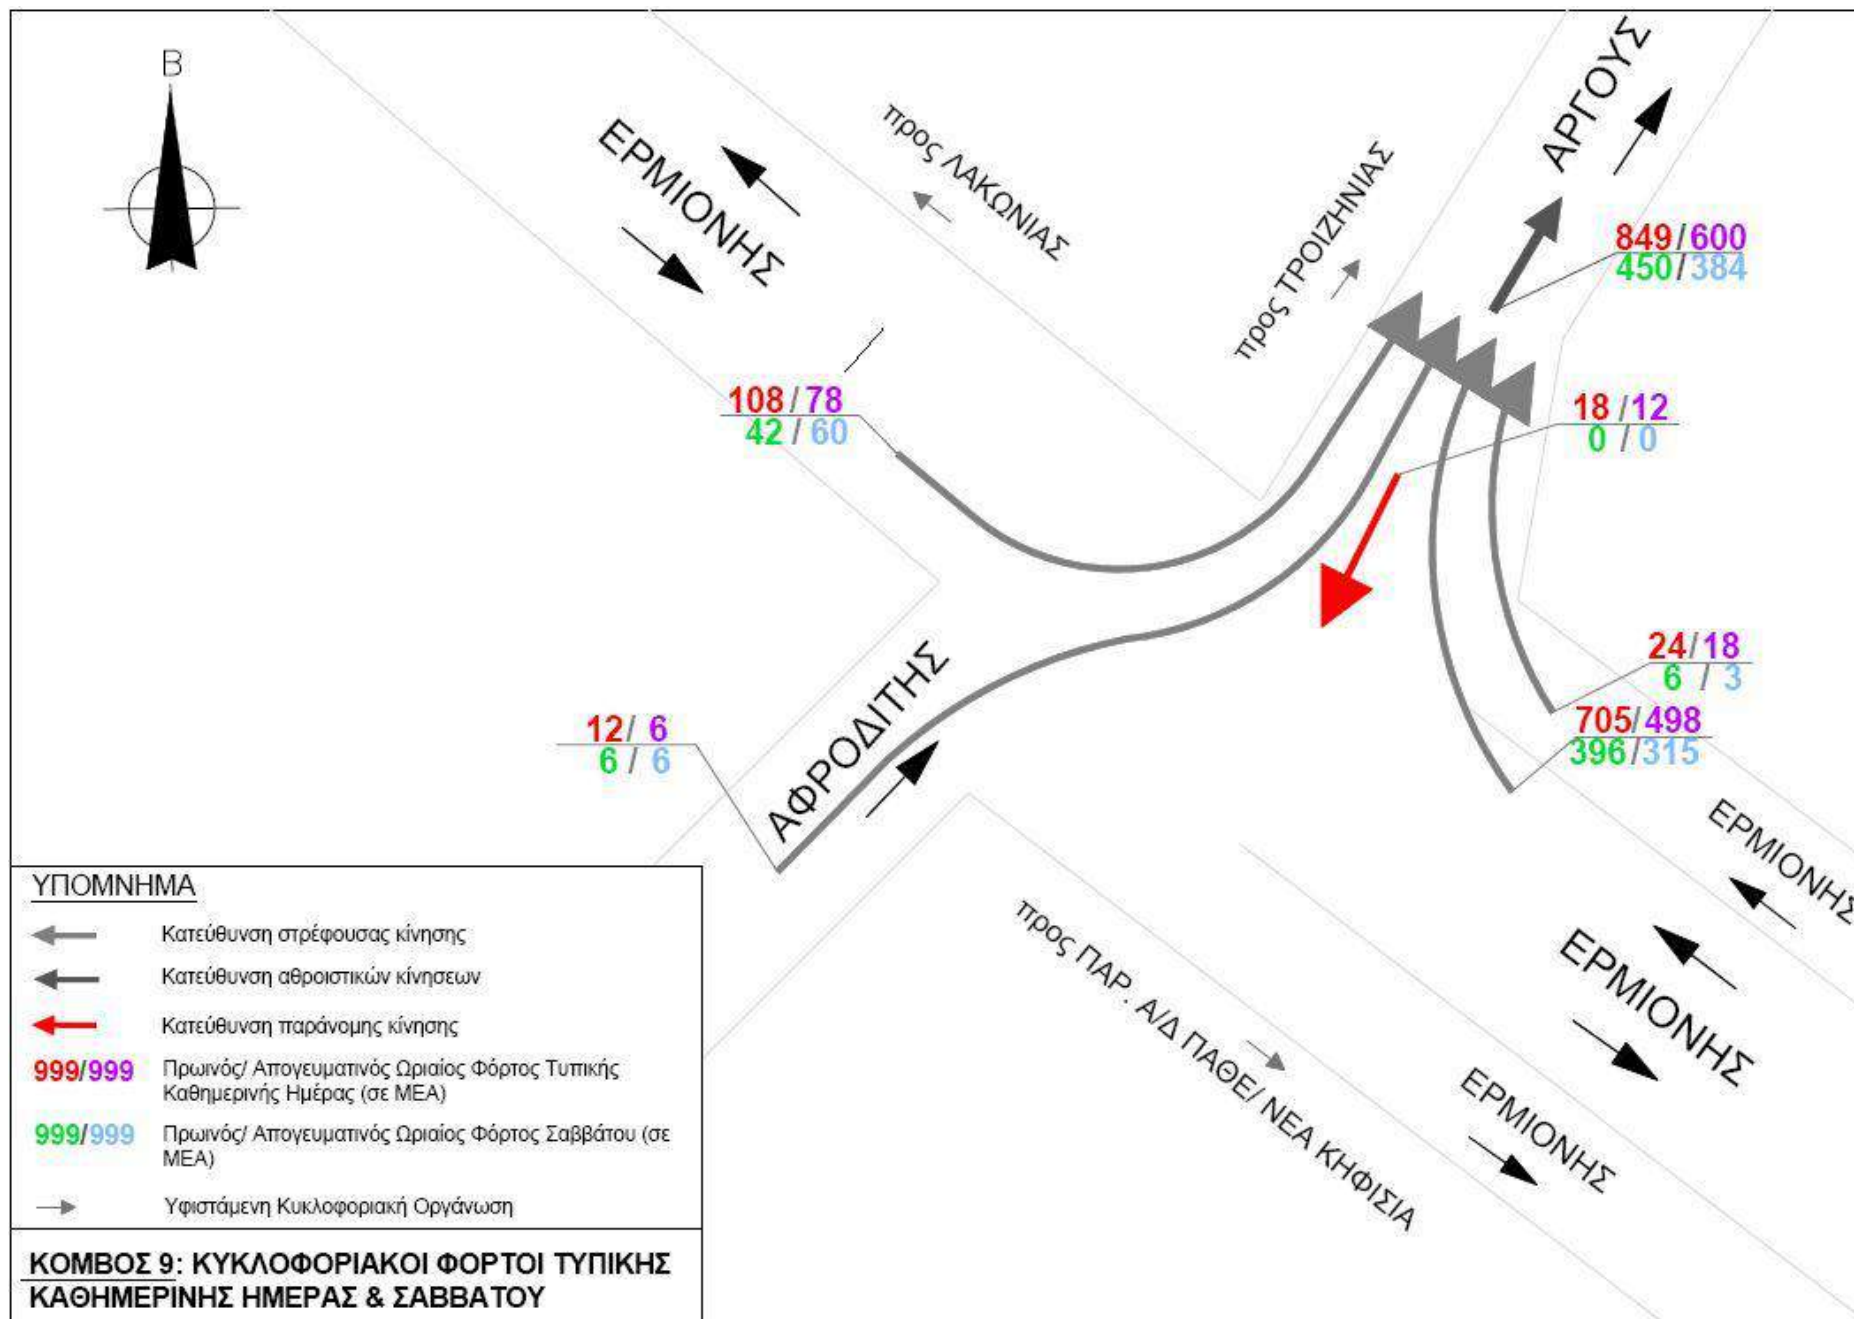 Β
ΕΡΜΙΟΝΗΣ
προς ΛΑΚΩΝΙΑΣ
προς ΤΡΟΙΖΗΝΙΑΣ
ΑΡΓΟΥΣ
849/600
450/384
108/78
42/60
18/12
0/0
24/18
6/3
705/498
396/315
12/6
6/6
ΑΦΡΟΔΙΤΗΣ
ΕΡΜΙΟΝΗΣ
ΕΡΜΙΟΝΗΣ
προς ΠΑΡ. Α/Δ ΠΑΘΕ/ ΝΕΑ ΚΗΦΙΣΙΑ
ΕΡΜΙΟΝΗΣ
ΥΠΟΜΝΗΜΑ
Κατεύθυνση στρέφουσας κίνησης
Κατεύθυνση αθροιστικών κίνησεων
Κατεύθυνση παράνομης κίνησης
999/999 Πρωινός/ Απογευματινός Ωριαίος Φόρτος Τυπικής
Καθημερινής Ημέρας (σε ΜΕΑ)
999/999 Πρωινός/ Απογευματινός Ωριαίος Φόρτος Σαββάτου (σε
ΜΕΑ)
Υφιστάμενη Κυκλοφοριακή Οργάνωση
ΚΟΜΒΟΣ 9: ΚΥΚΛΟΦΟΡΙΑΚΟΙ ΦΟΡΤΟΙ ΤΥΠΙΚΗΣ
ΚΑΘΗΜΕΡΙΝΗΣ ΗΜΕΡΑΣ & ΣΑΒΒΑΤΟΥ